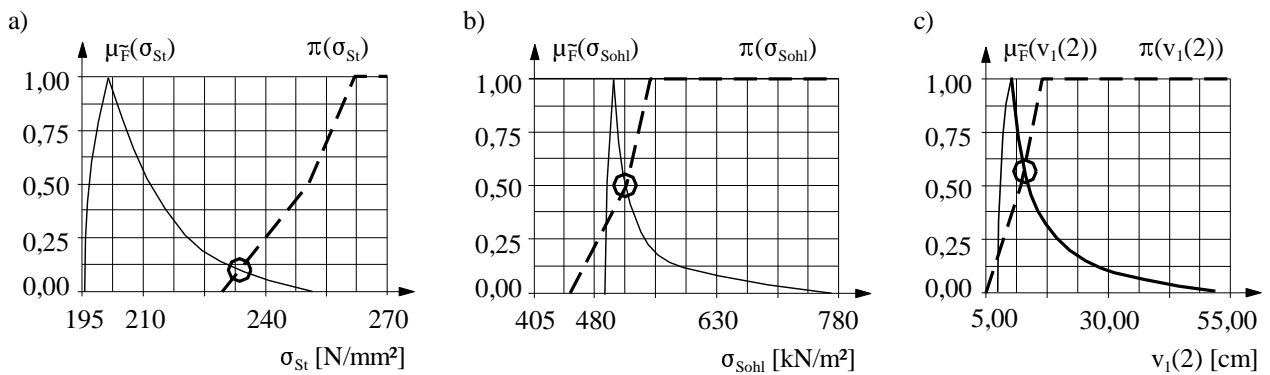 a)
μF̃(σSt) π(σSt)
1,00
0,75
0,50
0,25
0,00
195 210 240 270
σSt [N/mm²]
b)
μF̃(σSohl) π(σSohl)
1,00
0,75
0,50
0,25
0,00
405 480 630 780
σSohl [kN/m²]
c)
μF̃(v1(2)) π(v1(2))
1,00
0,75
0,50
0,25
0,00
5,00 30,00 55,00
v1(2) [cm]